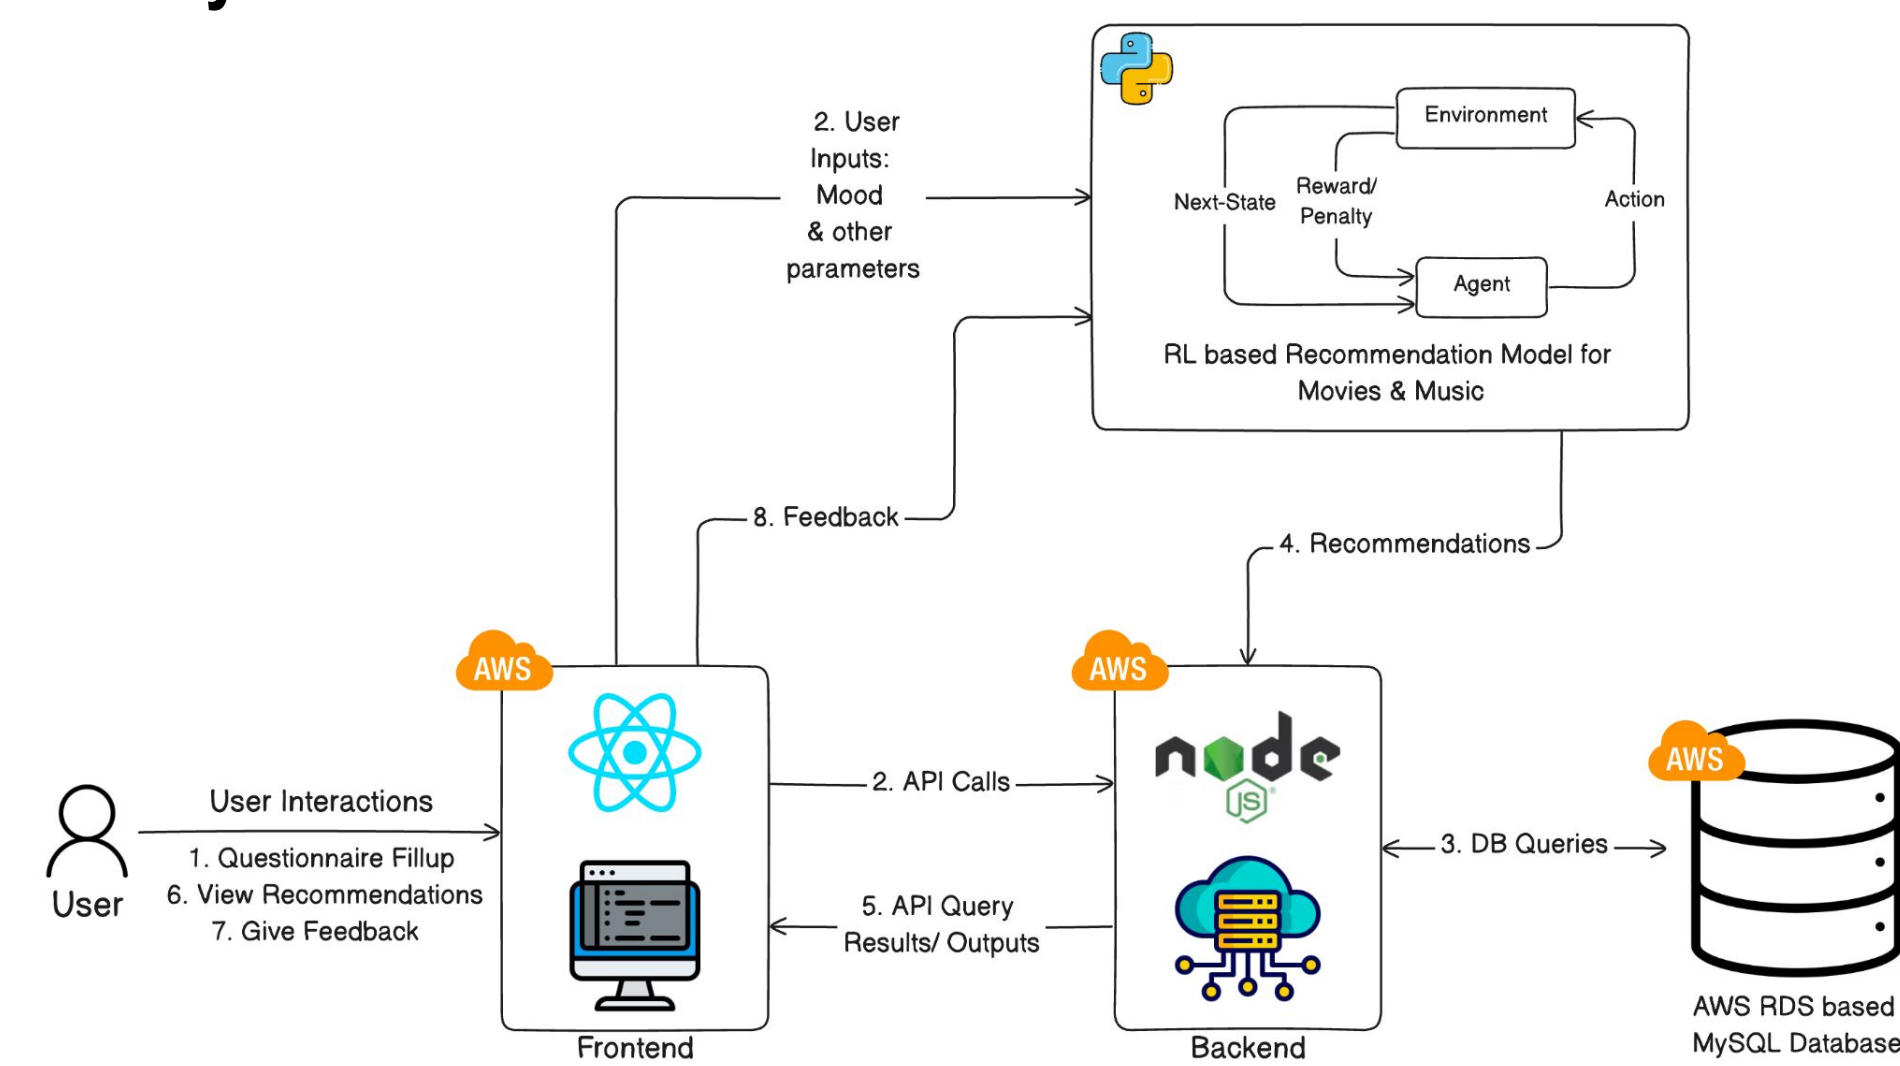 2. User
Inputs:
Mood
& other
parameters
Environment
Next-State
Reward/
Penalty
Action
Agent
RL based Recommendation Model for
Movies & Music
8. Feedback
4. Recommendations
AWS
AWS
AWS
node
JS
User Interactions
1. Questionnaire Fillup
6. View Recommendations
7. Give Feedback
User
2. API Calls
5. API Query
Results/ Outputs
3. DB Queries
Frontend
Backend
AWS RDS based
MySQL Database